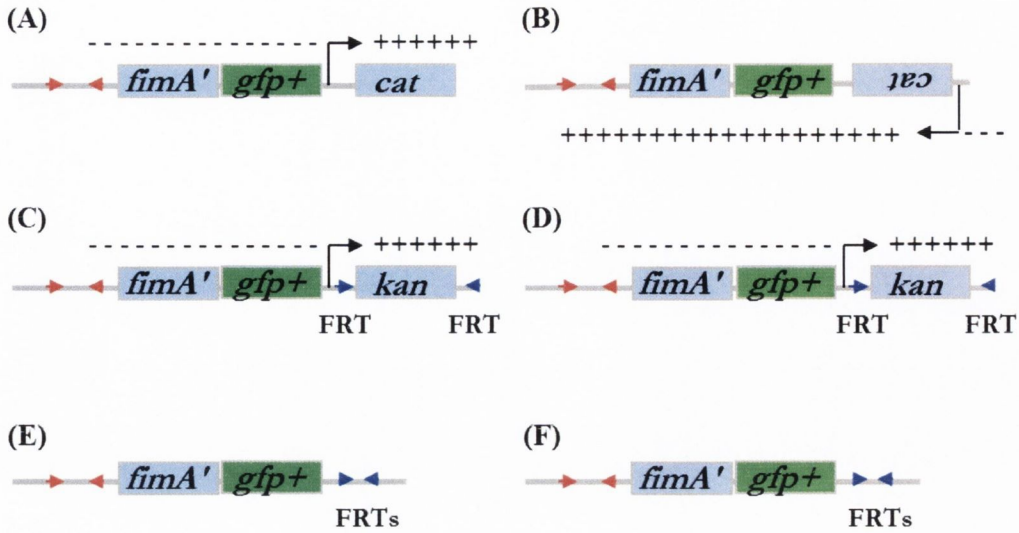 (A)
- - - - - - - - - - - - - - - - - ++++++
fimA' gfp+ cat
(B)
fimA' gfp+ cat
+++++++++++++++++++ - - - -
(C)
- - - - - - - - - - - - - - - - - ++++++
fimA' gfp+ kan
FRT FRT
(D)
- - - - - - - - - - - - - - - - - ++++++
fimA' gfp+ kan
FRT FRT
(E)
fimA' gfp+
FRTs
(F)
fimA' gfp+
FRTs